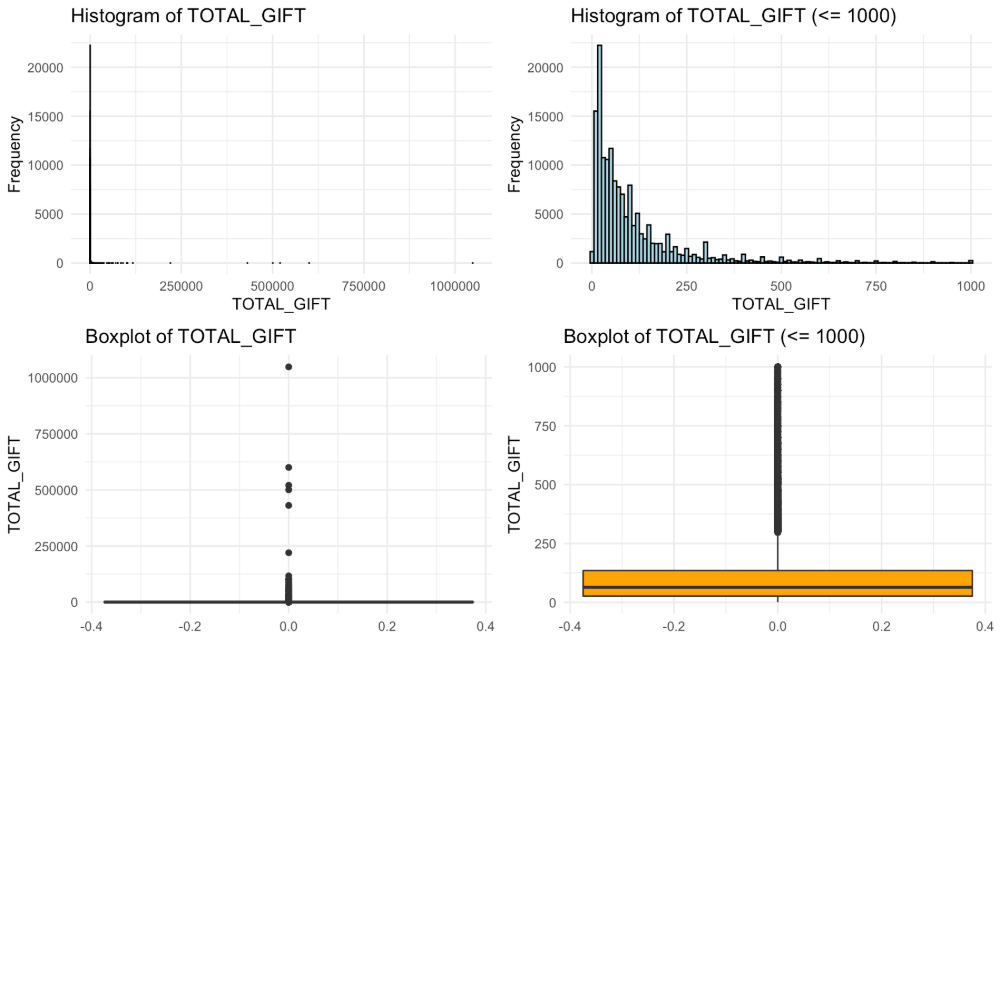 Histogram of TOTAL_GIFT
20000
15000
10000
5000
0
Frequency
0 250000 500000 750000 1000000
TOTAL_GIFT
Histogram of TOTAL_GIFT (<= 1000)
20000
15000
10000
5000
0
Frequency
0 250 500 750 1000
TOTAL_GIFT
Boxplot of TOTAL_GIFT
1000000
750000
500000
250000
0
TOTAL_GIFT
-0.4 -0.2 0.0 0.2 0.4
Boxplot of TOTAL_GIFT (<= 1000)
1000
750
500
250
0
TOTAL_GIFT
-0.4 -0.2 0.0 0.2 0.4